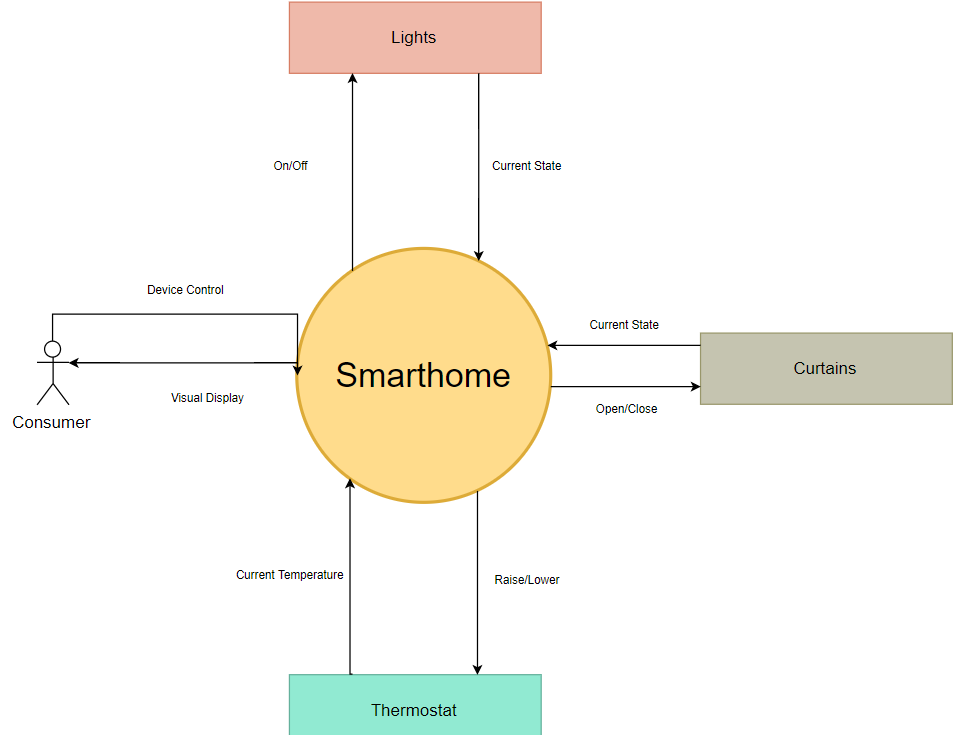 Lights
On/Off
Current State
Device Control
Current State
Smarthome
Curtains
Visual Display
Open/Close
Consumer
Current Temperature
Raise/Lower
Thermostat